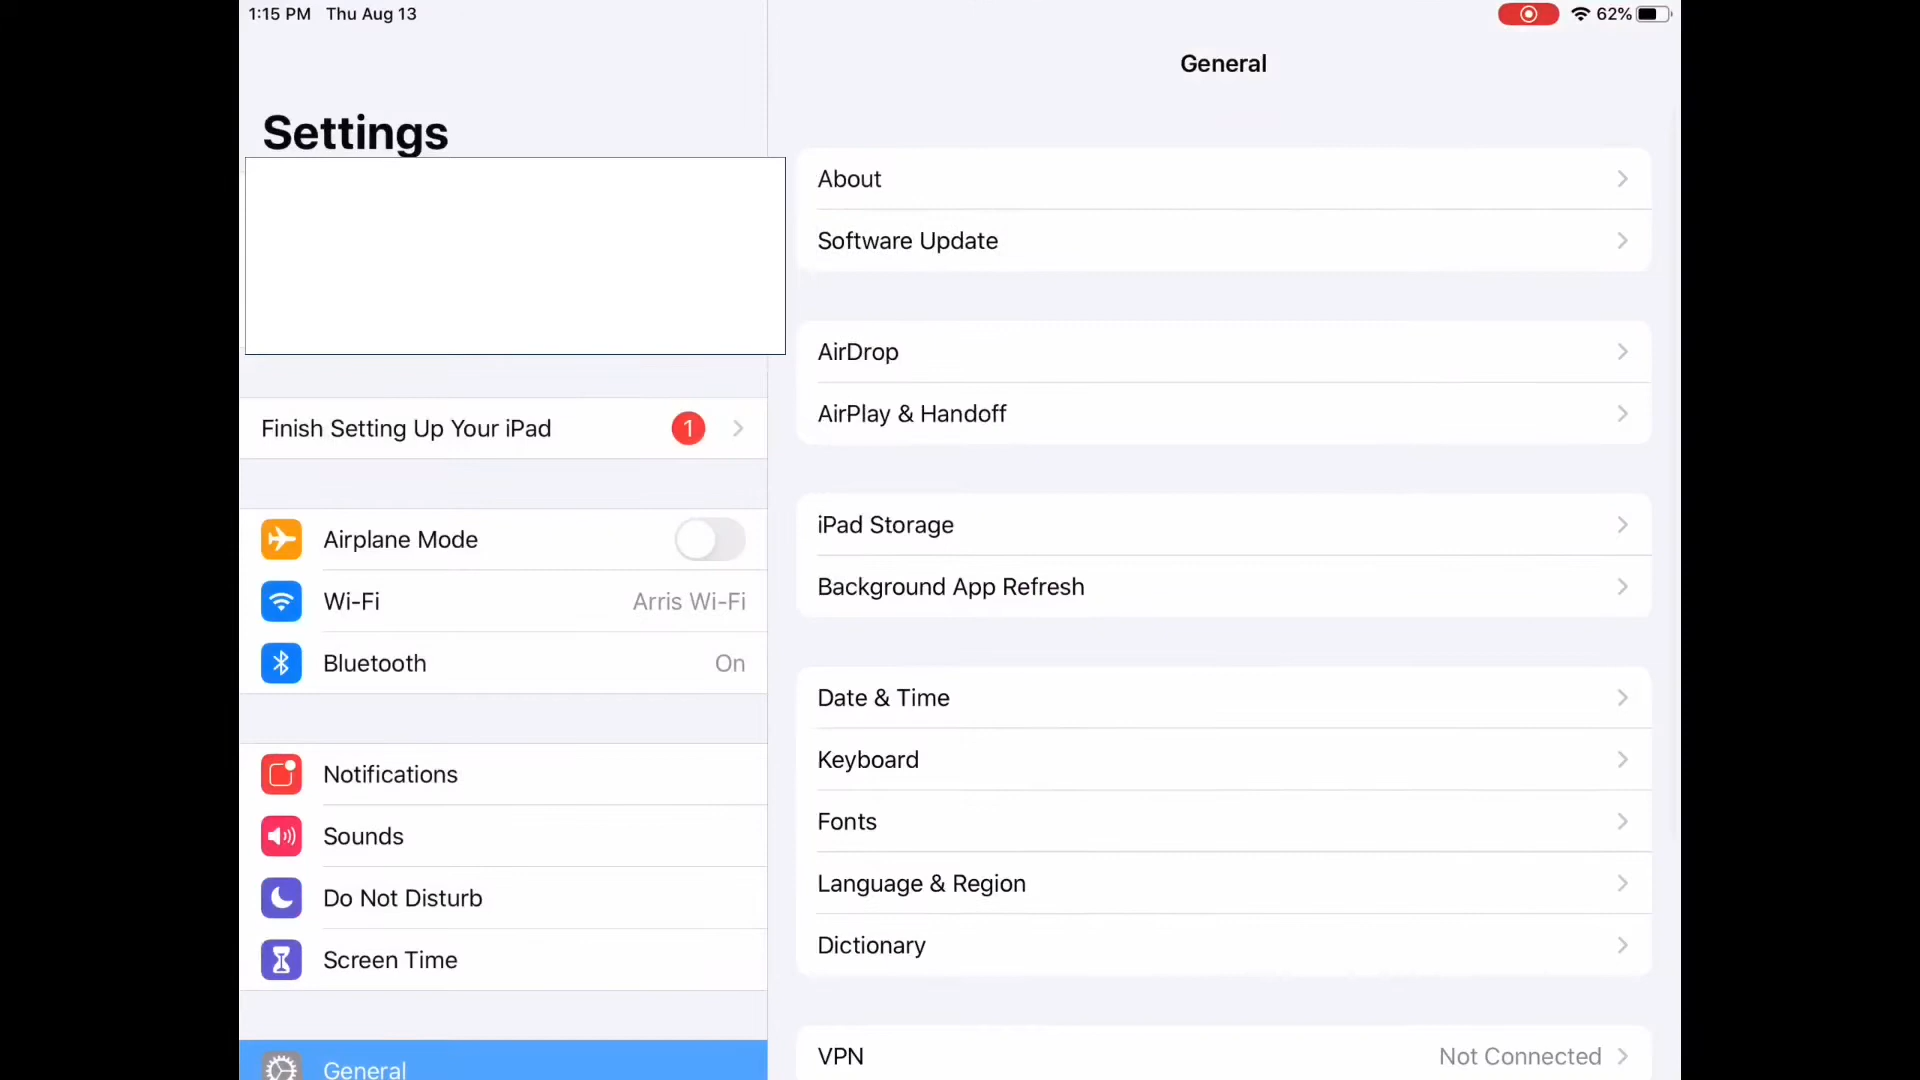 1:15 PM Thu Aug 13
62%
Settings
Finish Setting Up Your iPad 1
Airplane Mode
Wi-Fi Arris Wi-Fi
Bluetooth On
Notifications
Sounds
Do Not Disturb
Screen Time
General
General
About
Software Update
AirDrop
AirPlay & Handoff
iPad Storage
Background App Refresh
Date & Time
Keyboard
Fonts
Language & Region
Dictionary
VPN Not Connected